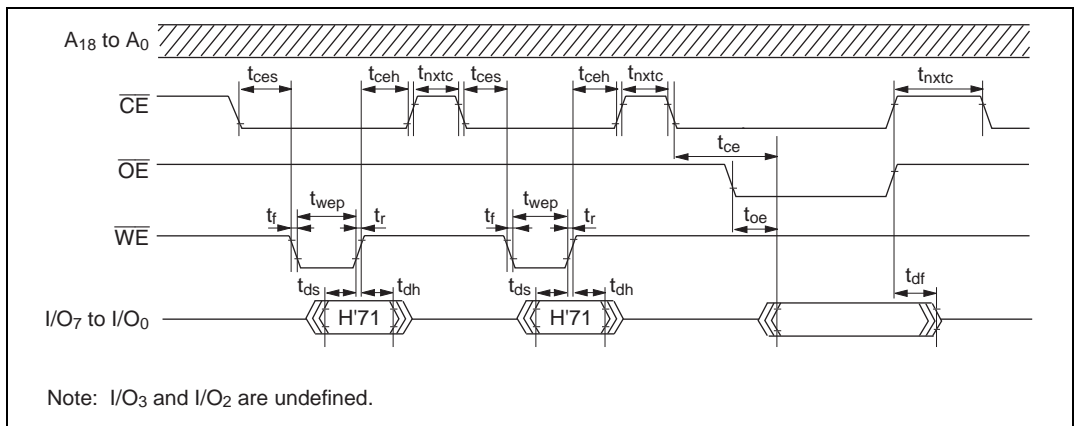 A18 to A0
tces tceh tnxtc tces tceh tnxtc tnxtc
CE
tce
OE
twep twep
tf tr tf tr toe
WE
tds tdh tds tdh tdf
I/O7 to I/O0 H'71 H'71
Note: I/O3 and I/O2 are undefined.